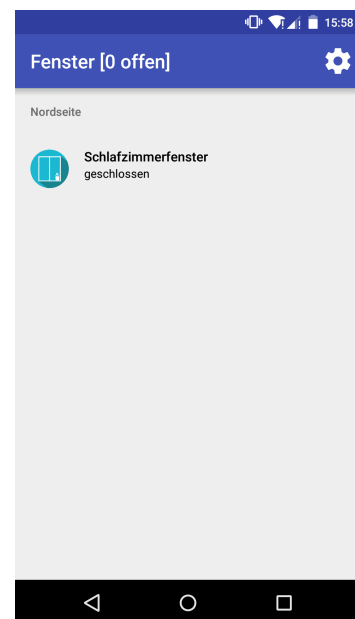 15:58
Fenster [0 offen]
Nordseite
Schlafzimmerfenster
geschlossen